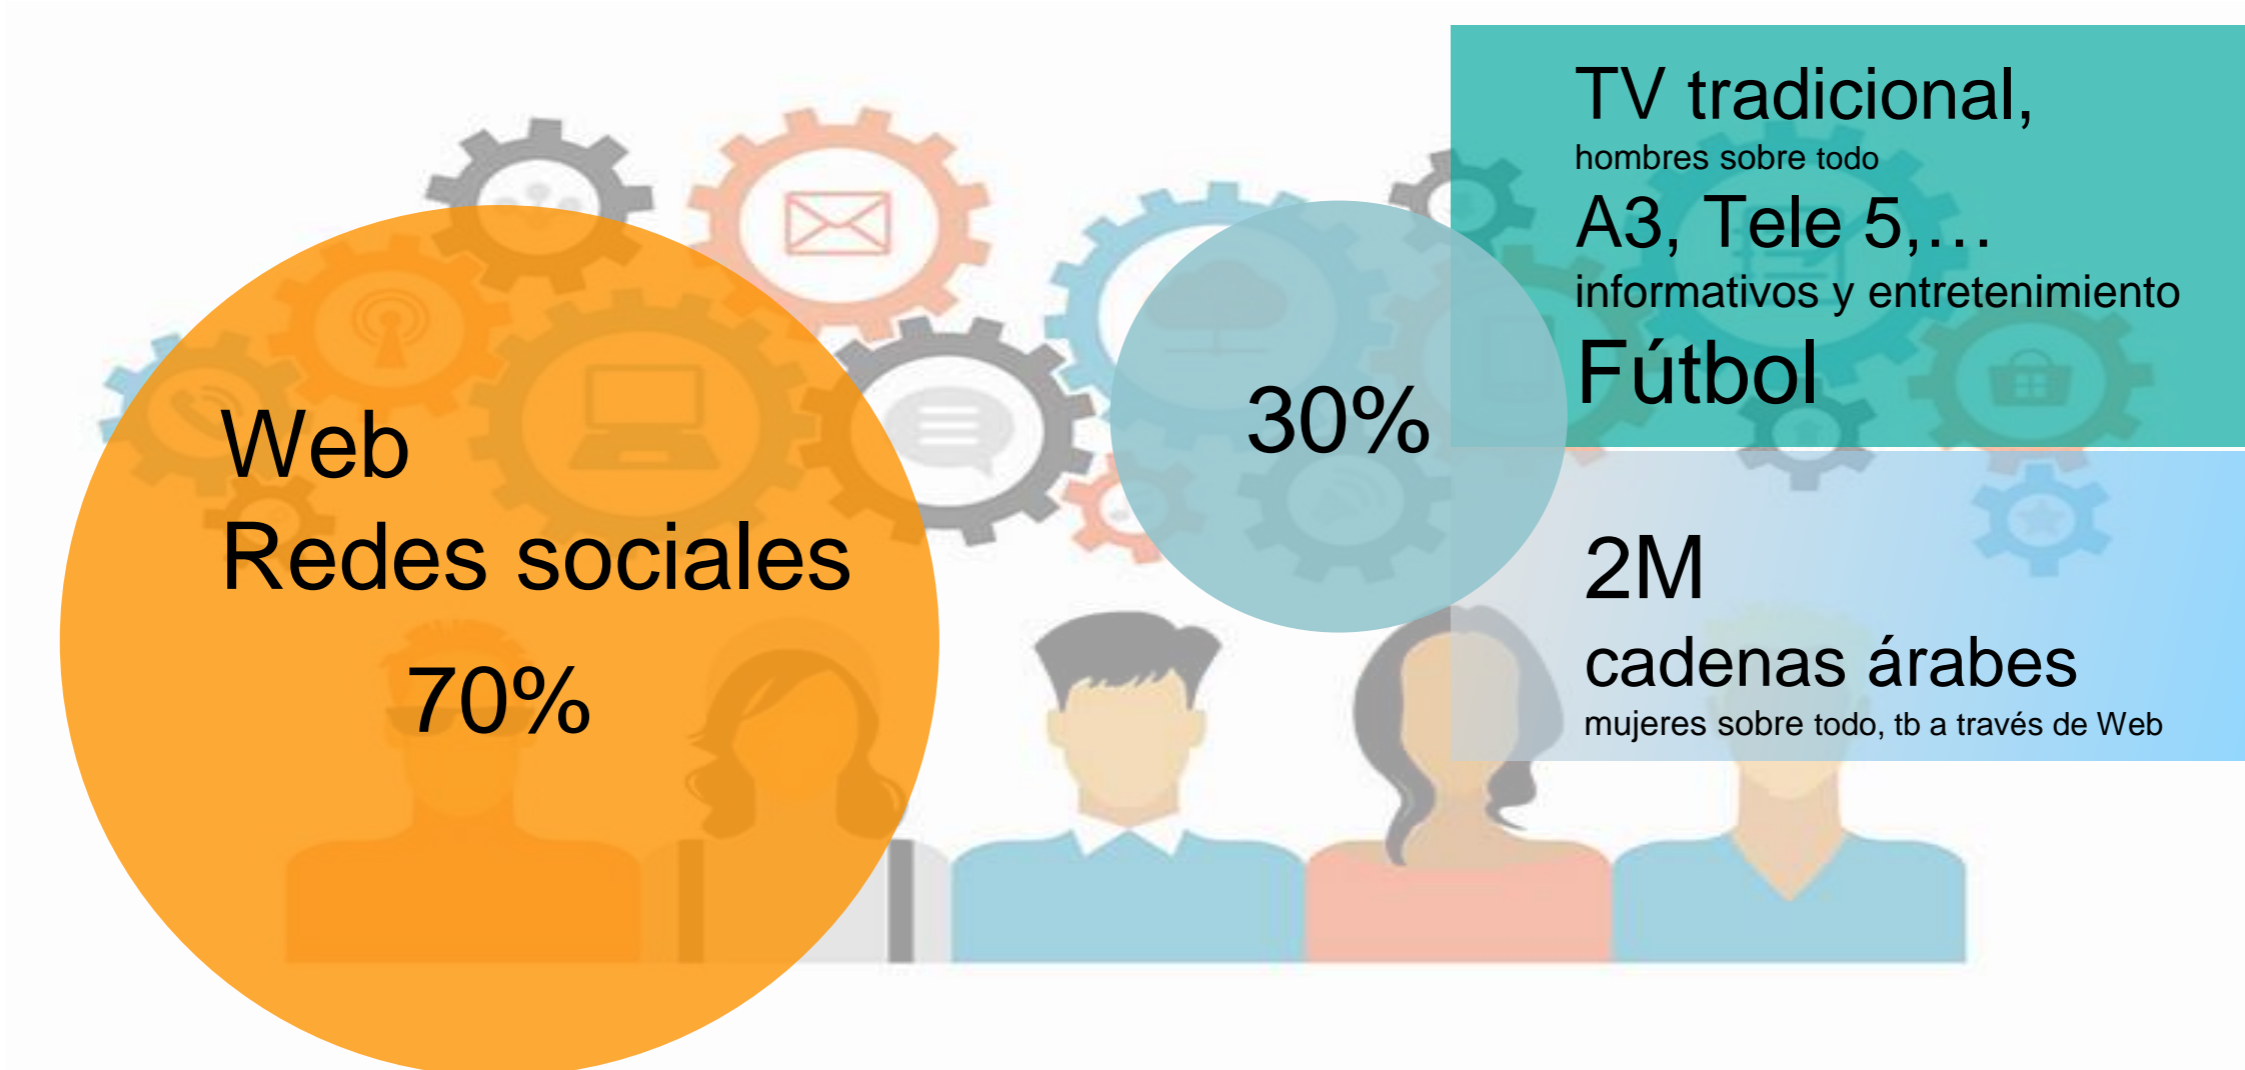 Web
Redes sociales
70%
30%
TV tradicional,
hombres sobre todo
A3, Tele 5,…
informativos y entretenimiento
Fútbol
2M
cadenas árabes
mujeres sobre todo, tb a través de Web